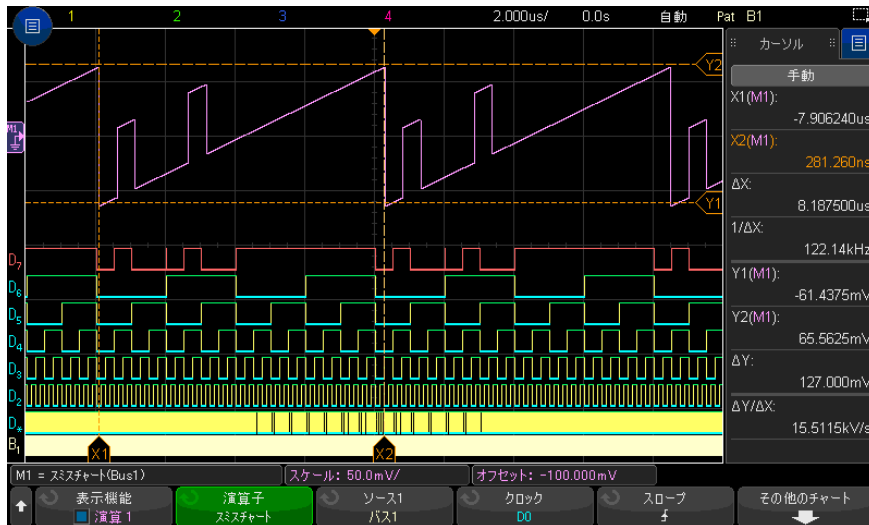 1 2 3 4 2.000us/ 0.0s 自動 Pat B1
カーソル
手動
X1(M1):
-7.906240us
X2(M1):
281.260ns
ΔX:
8.187500us
1/ΔX:
122.14kHz
Y1(M1):
-61.4375mV
Y2(M1):
65.5625mV
ΔY:
127.000mV
ΔY/ΔX:
15.5115kV/s
Y2
M1
Y1
D7
D6
D5
D4
D3
D2
D*
B1
X1 X2
M1 = スミスチャート(Bus1) スケール: 50.0mV/ オフセット: -100.000mV
表示機能 演算子 ソース1 クロック スロープ その他のチャート
演算 1 スミスチャート バス1 D0